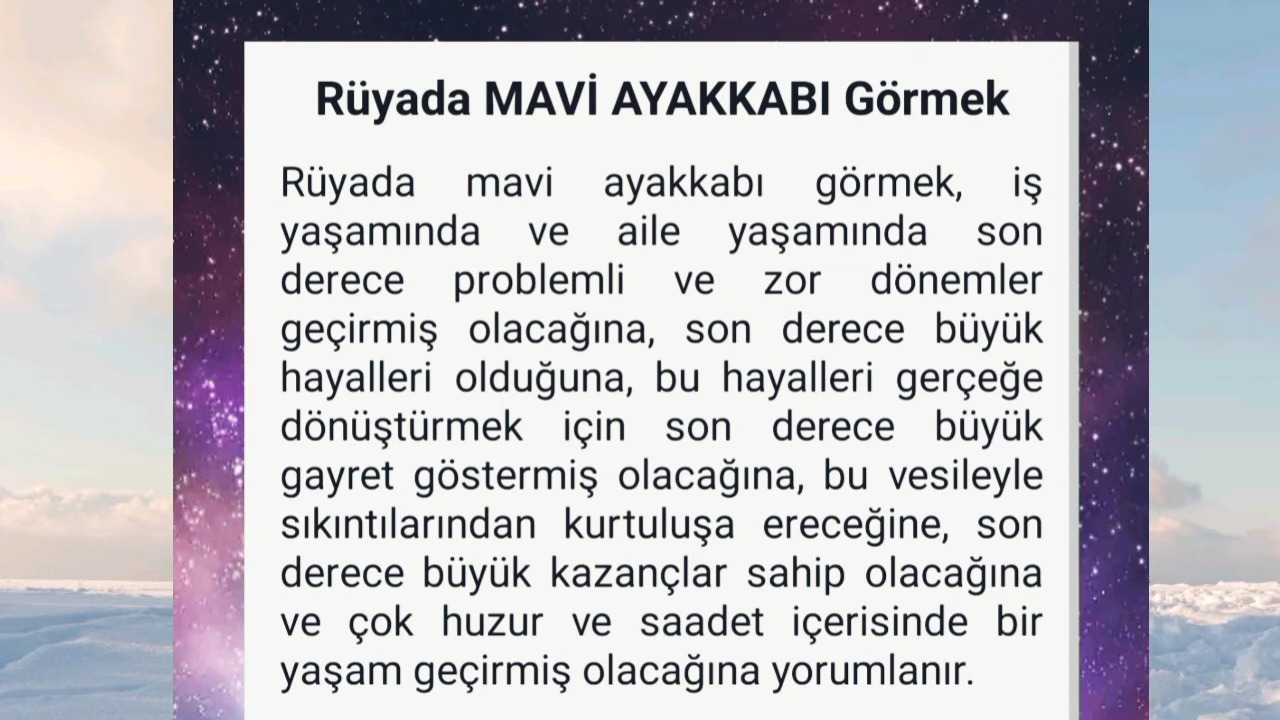 Rüyada MAVİ AYAKKABI Görmek
Rüyada mavi ayakkabı görmek, iş
yaşamında ve aile yaşamında son
derece problemli ve zor dönemler
geçirmiş olacağına, son derece büyük
hayalleri olduğuna, bu hayalleri gerçeğe
dönüştürmek için son derece büyük
gayret göstermiş olacağına, bu vesileyle
sıkıntılarından kurtuluşa ereceğine, son
derece büyük kazançlar sahip olacağına
ve çok huzur ve saadet içerisinde bir
yaşam geçirmiş olacağına yorumlanır.